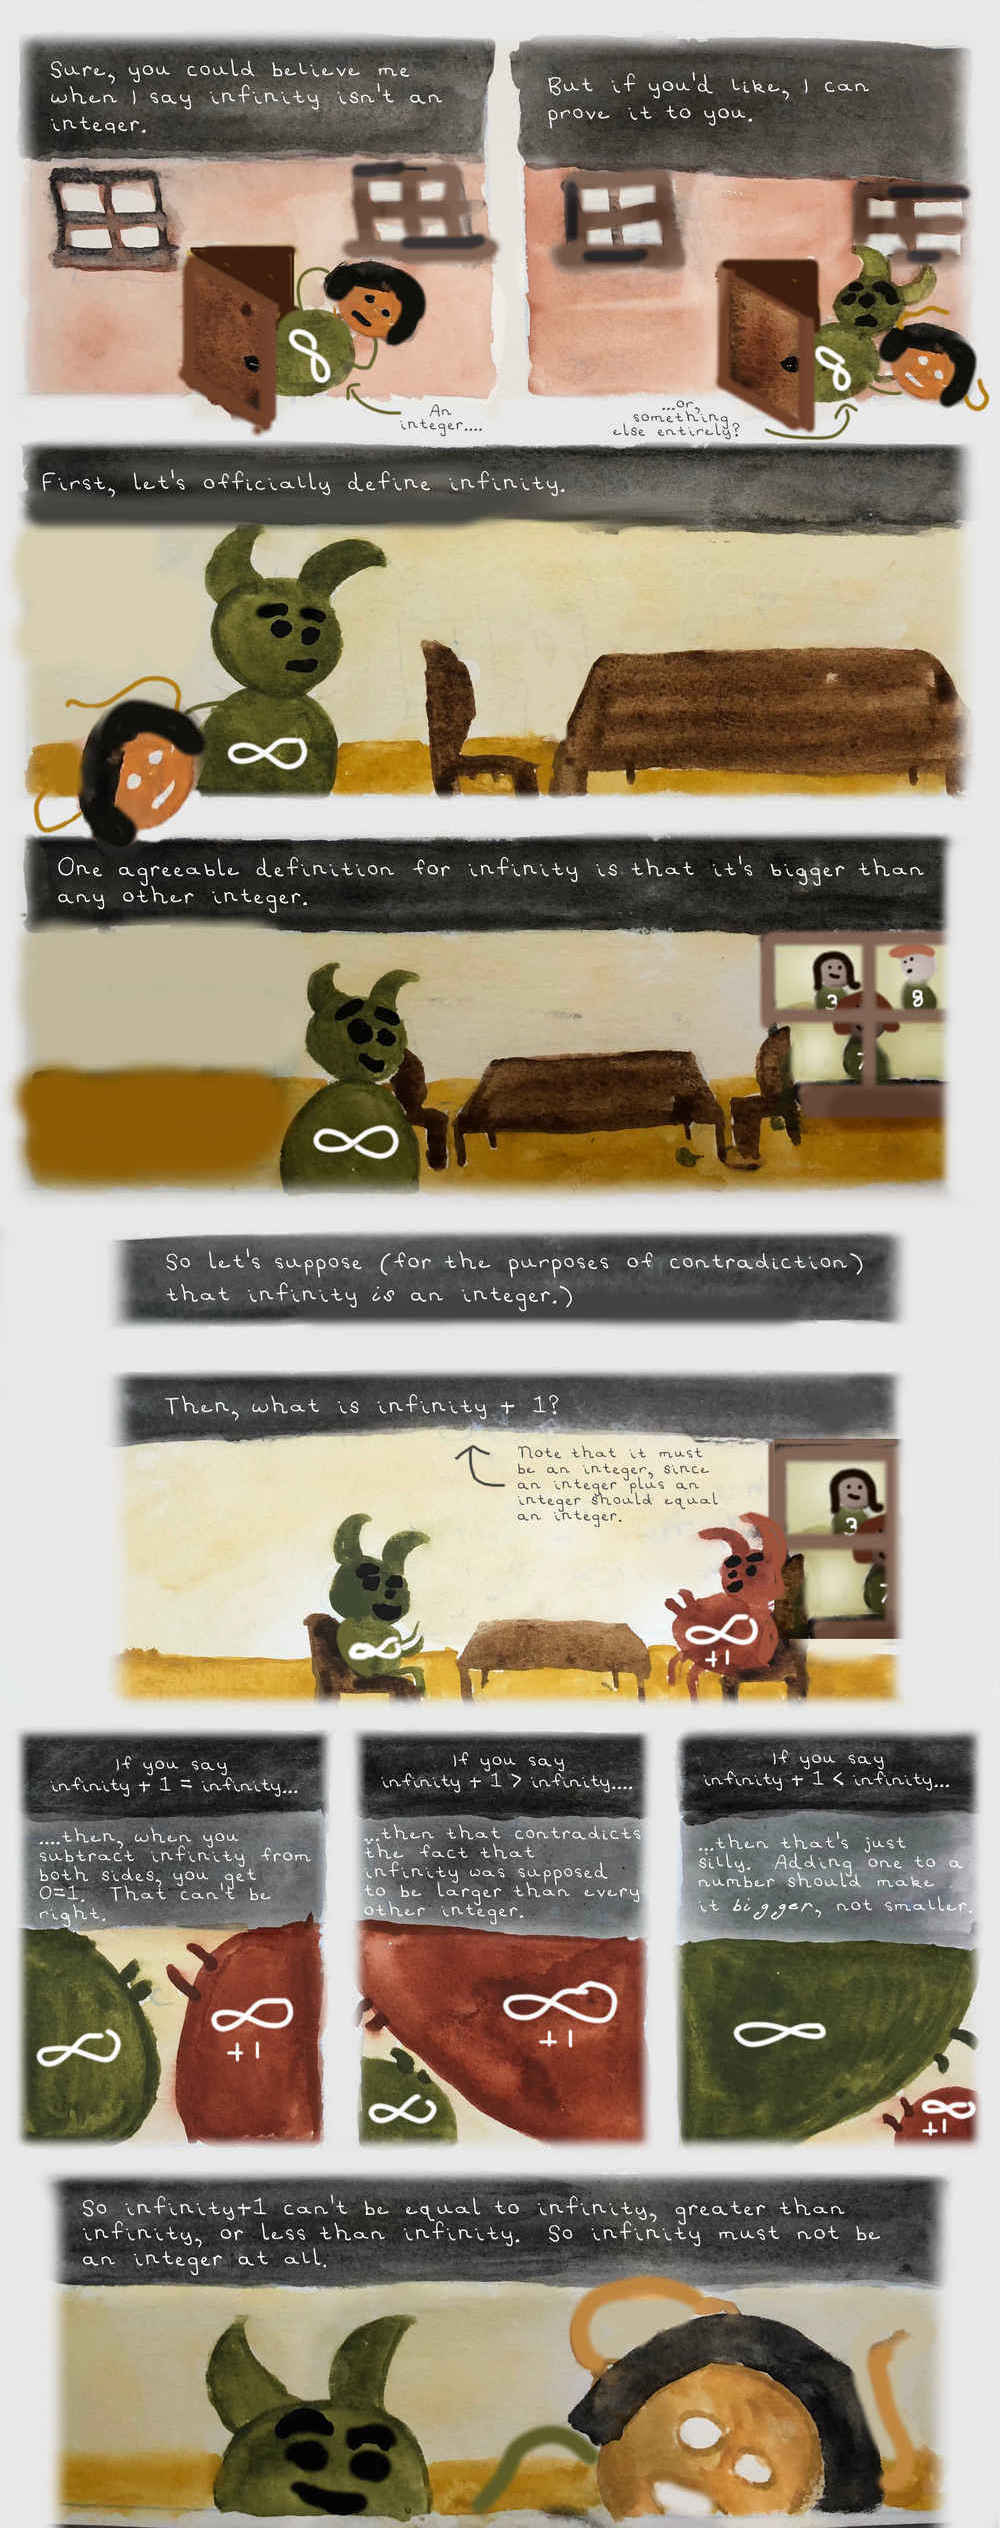 Sure, you could believe me
when I say infinity isn't an
integer.
But if you'd like, I can
prove it to you.
∞
An
integer....
∞
...or,
something
else entirely?
First, let's officially define infinity.
∞
One agreeable definition for infinity is that it's bigger than
any other integer.
3
8
7
∞
So let's suppose (for the purposes of contradiction)
that infinity is an integer.)
Then, what is infinity + 1?
Note that it must
be an integer, since
an integer plus an
integer should equal
an integer.
3
7
∞
∞
+1
If you say
infinity + 1 = infinity...
....then, when you
subtract infinity from
both sides, you get
0=1. That can't be
right.
∞
∞
+1
If you say
infinity + 1 > infinity....
...then that contradicts
the fact that
infinity was supposed
to be larger than every
other integer.
∞
+1
∞
If you say
infinity + 1 < infinity...
...then that's just
silly. Adding one to a
number should make
it bigger, not smaller.
∞
∞
+1
So infinity+1 can't be equal to infinity, greater than
infinity, or less than infinity. So infinity must not be
an integer at all.